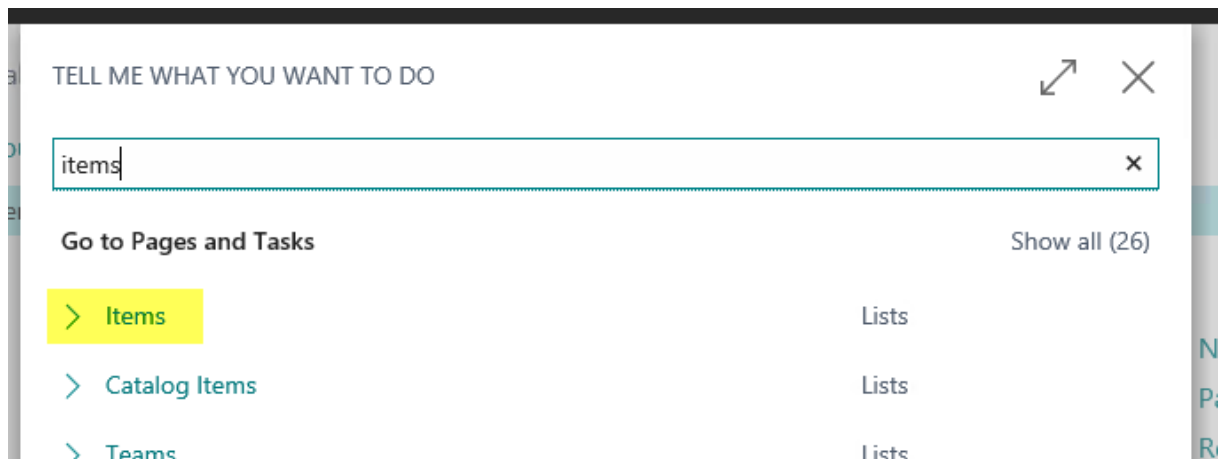 TELL ME WHAT YOU WANT TO DO
items
Go to Pages and Tasks Show all (26)
Items Lists
Catalog Items Lists
Teams Lists